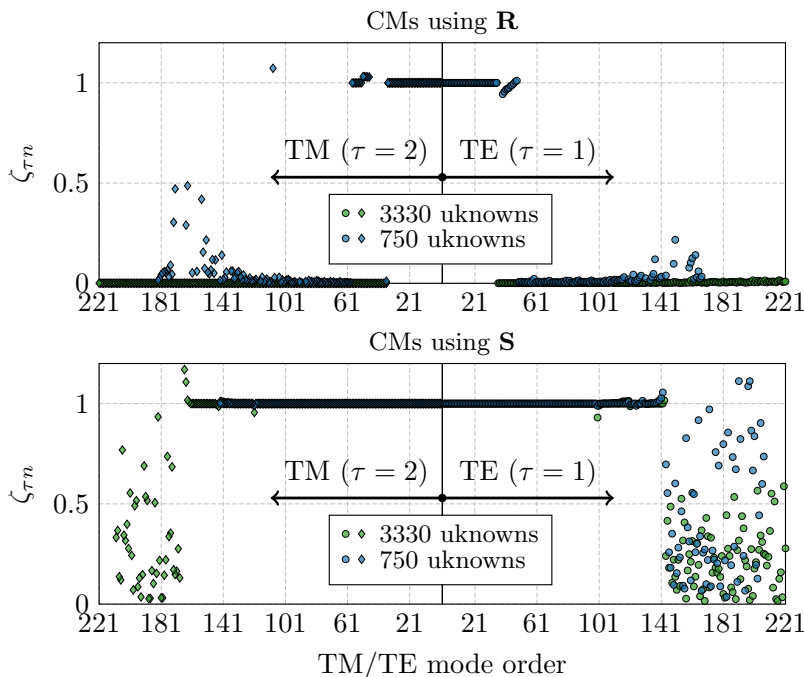 CMs using R
1
0.5
0
ζτn
TM (τ = 2)
TE (τ = 1)
3330 uknowns
750 uknowns
221 181 141 101 61 21 21 61 101 141 181 221
CMs using S
1
0.5
0
ζτn
TM (τ = 2)
TE (τ = 1)
3330 uknowns
750 uknowns
221 181 141 101 61 21 21 61 101 141 181 221
TM/TE mode order